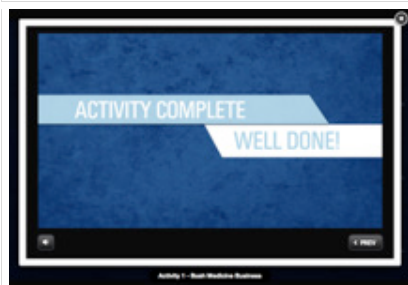 ACTIVITY COMPLETE
WELL DONE!
< PREV
Activity 1 - Bush Medicine Business